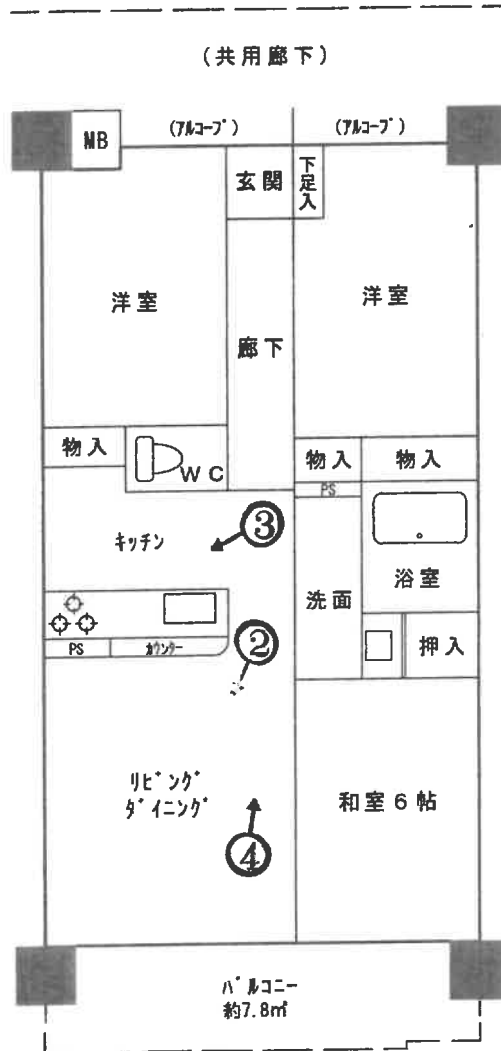 (共用廊下)
MB
(アルコーブ)
(アルコーブ)
玄関
下足入
洋室
洋室
廊下
物入
WC
物入
物入
PS
③
キッチン
浴室
洗面
②
PS
カウンター
押入
リビング
ダイニング
和室6帖
④
バルコニー
約7.8㎡